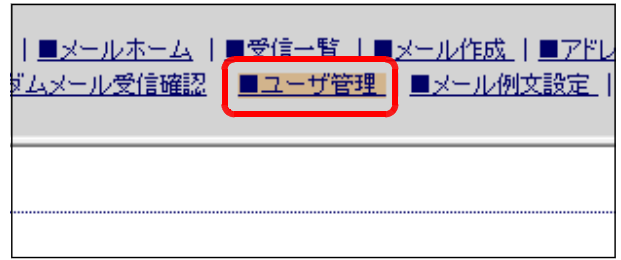 |■メールホーム |■受信一覧 |■メール作成 |■アドレ
ダムメール受信確認 ■ユーザ管理 ■メール例文設定 |